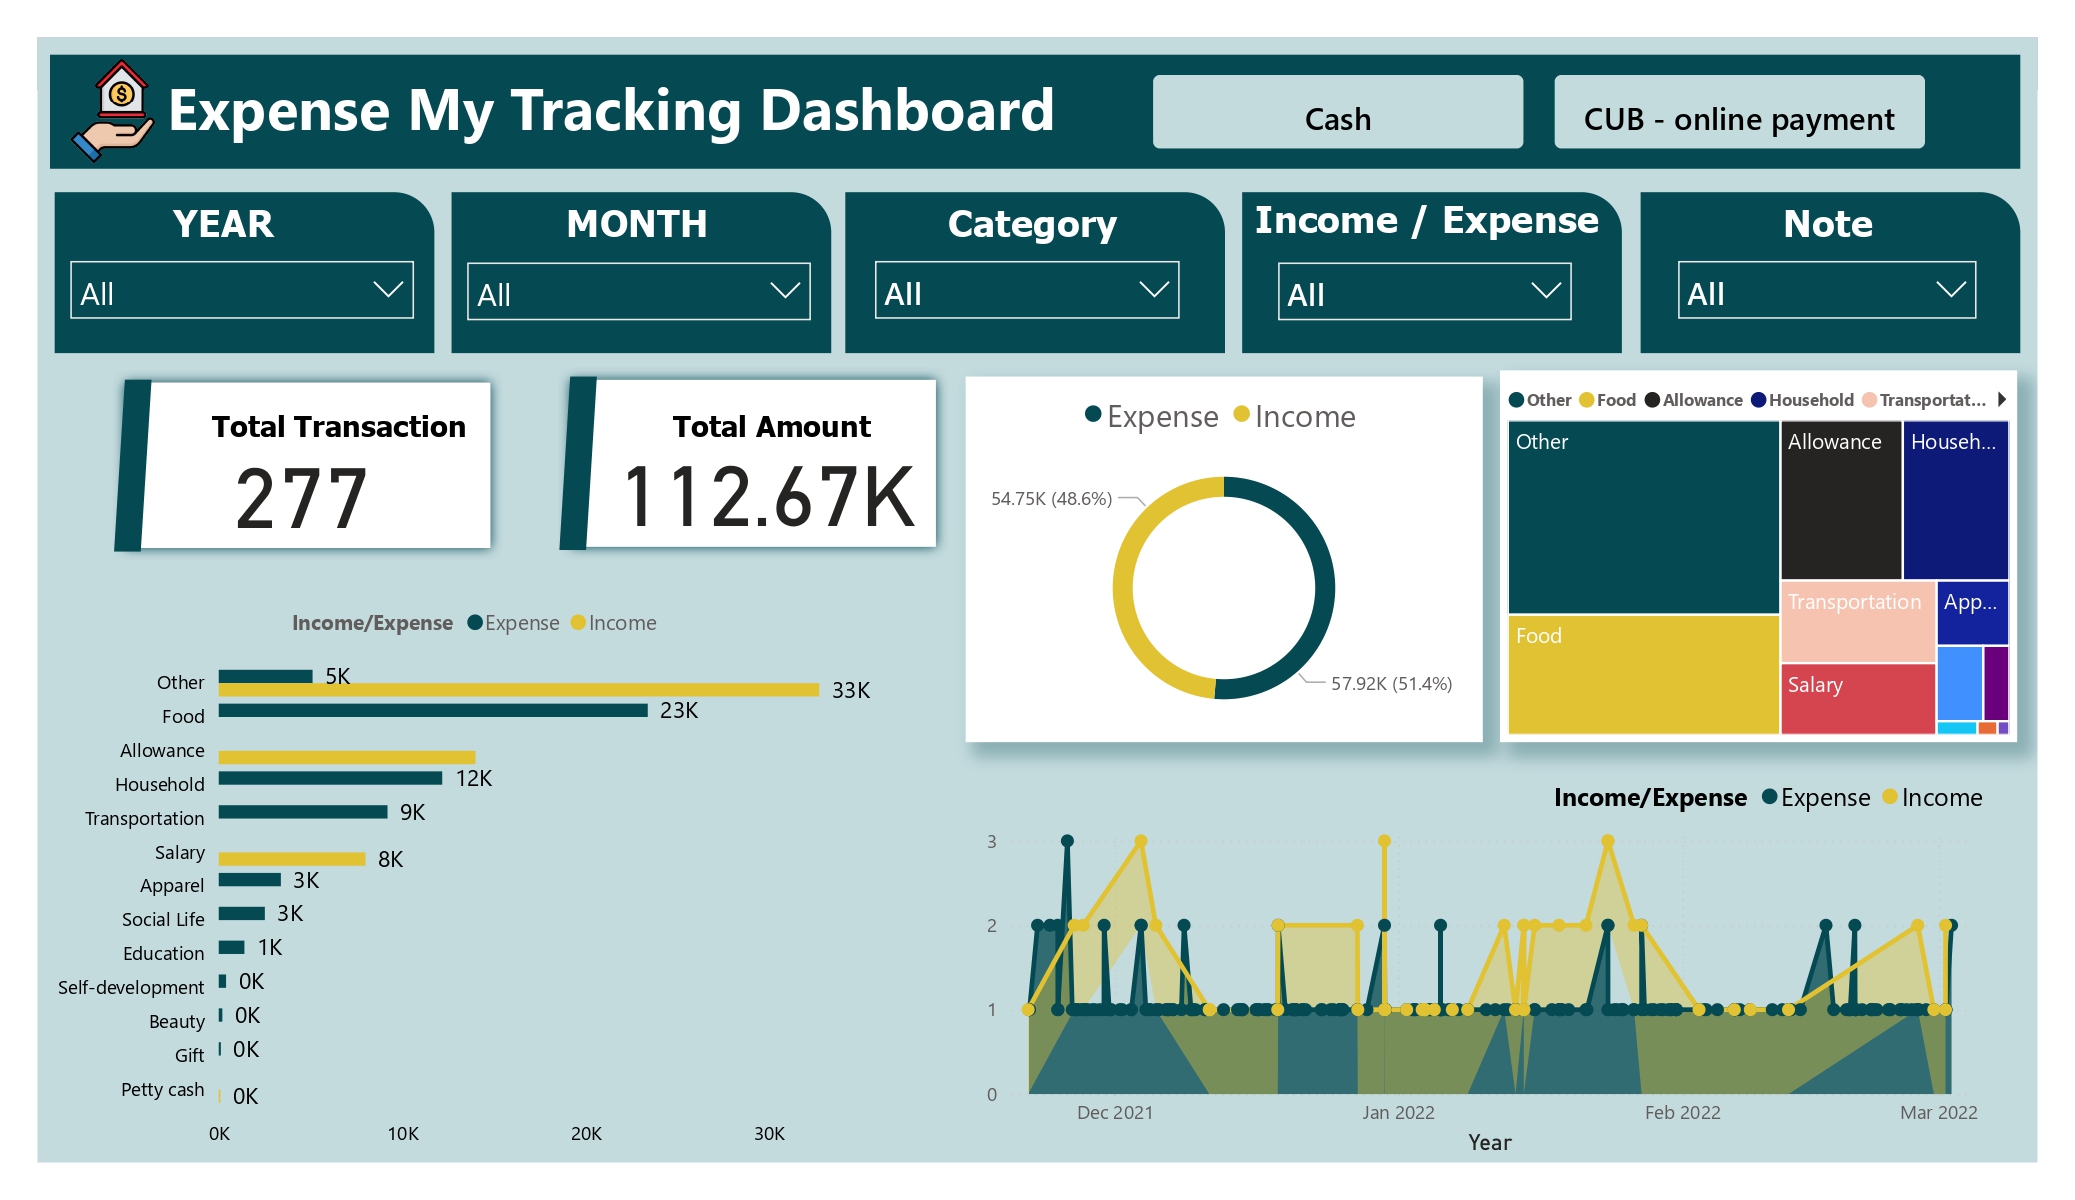 Expense My Tracking Dashboard
Cash
CUB - online payment
YEAR
All
MONTH
All
Category
All
Income / Expense
All
Note
All
Total Transaction
277
Total Amount
112.67K
Expense Income
54.75K (48.6%)
57.92K (51.4%)
Other Food Allowance Household Transportat...
Other
Allowance
Househ...
Transportation
App...
Food
Salary
Income/Expense Expense Income
Other 5K
33K
Food 23K
Allowance
Household 12K
Transportation 9K
Salary 8K
Apparel 3K
Social Life 3K
Education 1K
Self-development 0K
Beauty 0K
Gift 0K
Petty cash 0K
0K 10K 20K 30K
Income/Expense Expense Income
3
2
1
0
Dec 2021 Jan 2022 Feb 2022 Mar 2022
Year